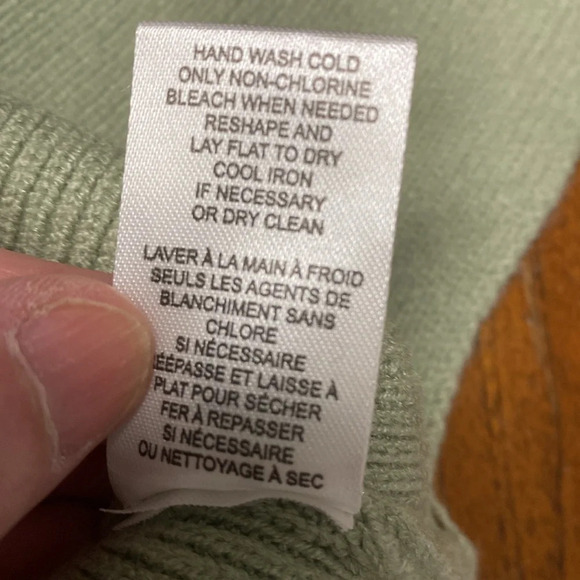 HAND WASH COLD
ONLY NON-CHLORINE
BLEACH WHEN NEEDED
RESHAPE AND
LAY FLAT TO DRY
COOL IRON
IF NECESSARY
OR DRY CLEAN
LAVER À LA MAIN À FROID
SEULS LES AGENTS DE
BLANCHIMENT SANS
CHLORE
SI NÉCESSAIRE
ET LAISSE À
PLAT POUR SÉCHER
FER À REPASSER
SI NÉCESSAIRE
OU NETTOYAGE À SEC